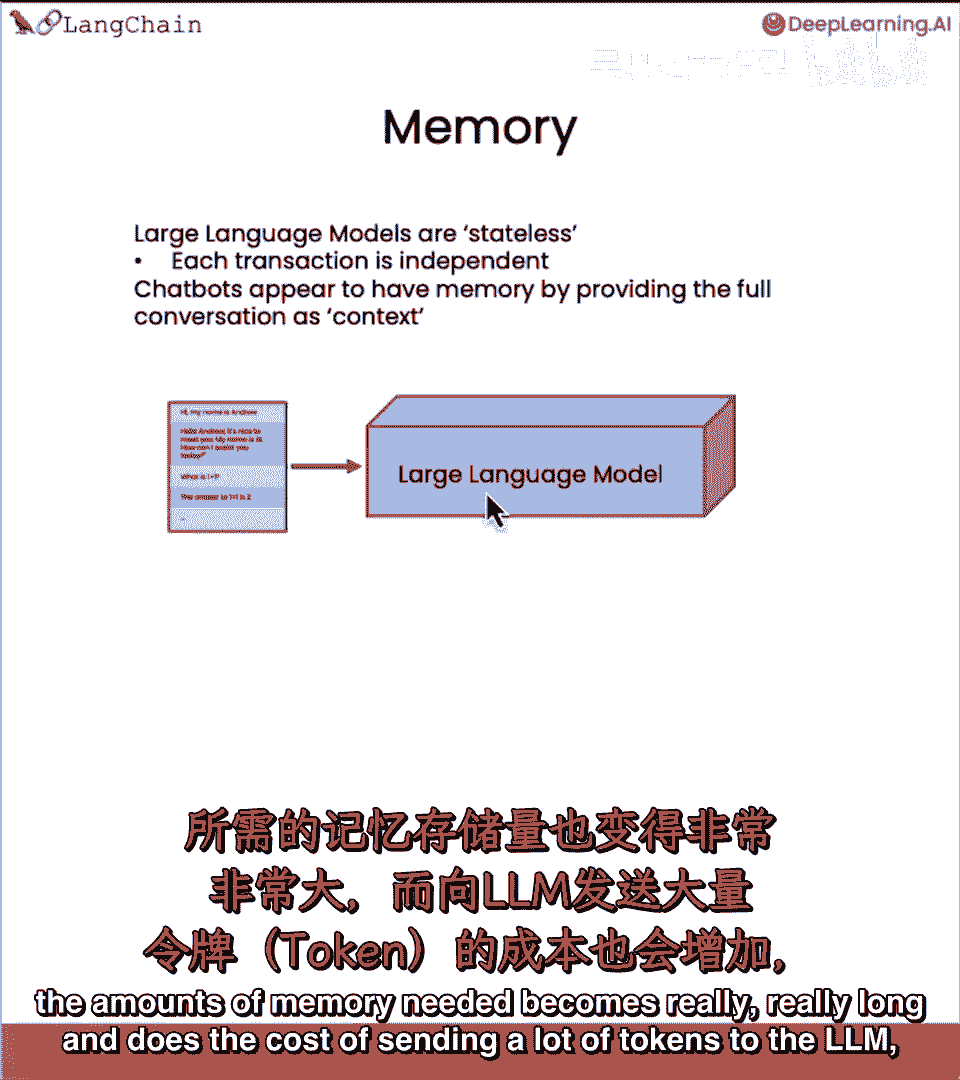 LangChain
DeepLearning.AI
Memory
Large Language Models are ‘stateless’
• Each transaction is independent
Chatbots appear to have memory by providing the full
conversation as ‘context’
Hi, my name is Andrew
Hello Andrew, it's nice to
meet you. My name is AI.
How can I assist you
today?"
What is 1+1?
The answer to 1+1 is 2
Large Language Model
所需的记忆存储量也变得非常
非常大，而向LLM发送大量
令牌（Token）的成本也会增加，
the amounts of memory needed becomes really, really long
and does the cost of sending a lot of tokens to the LLM,